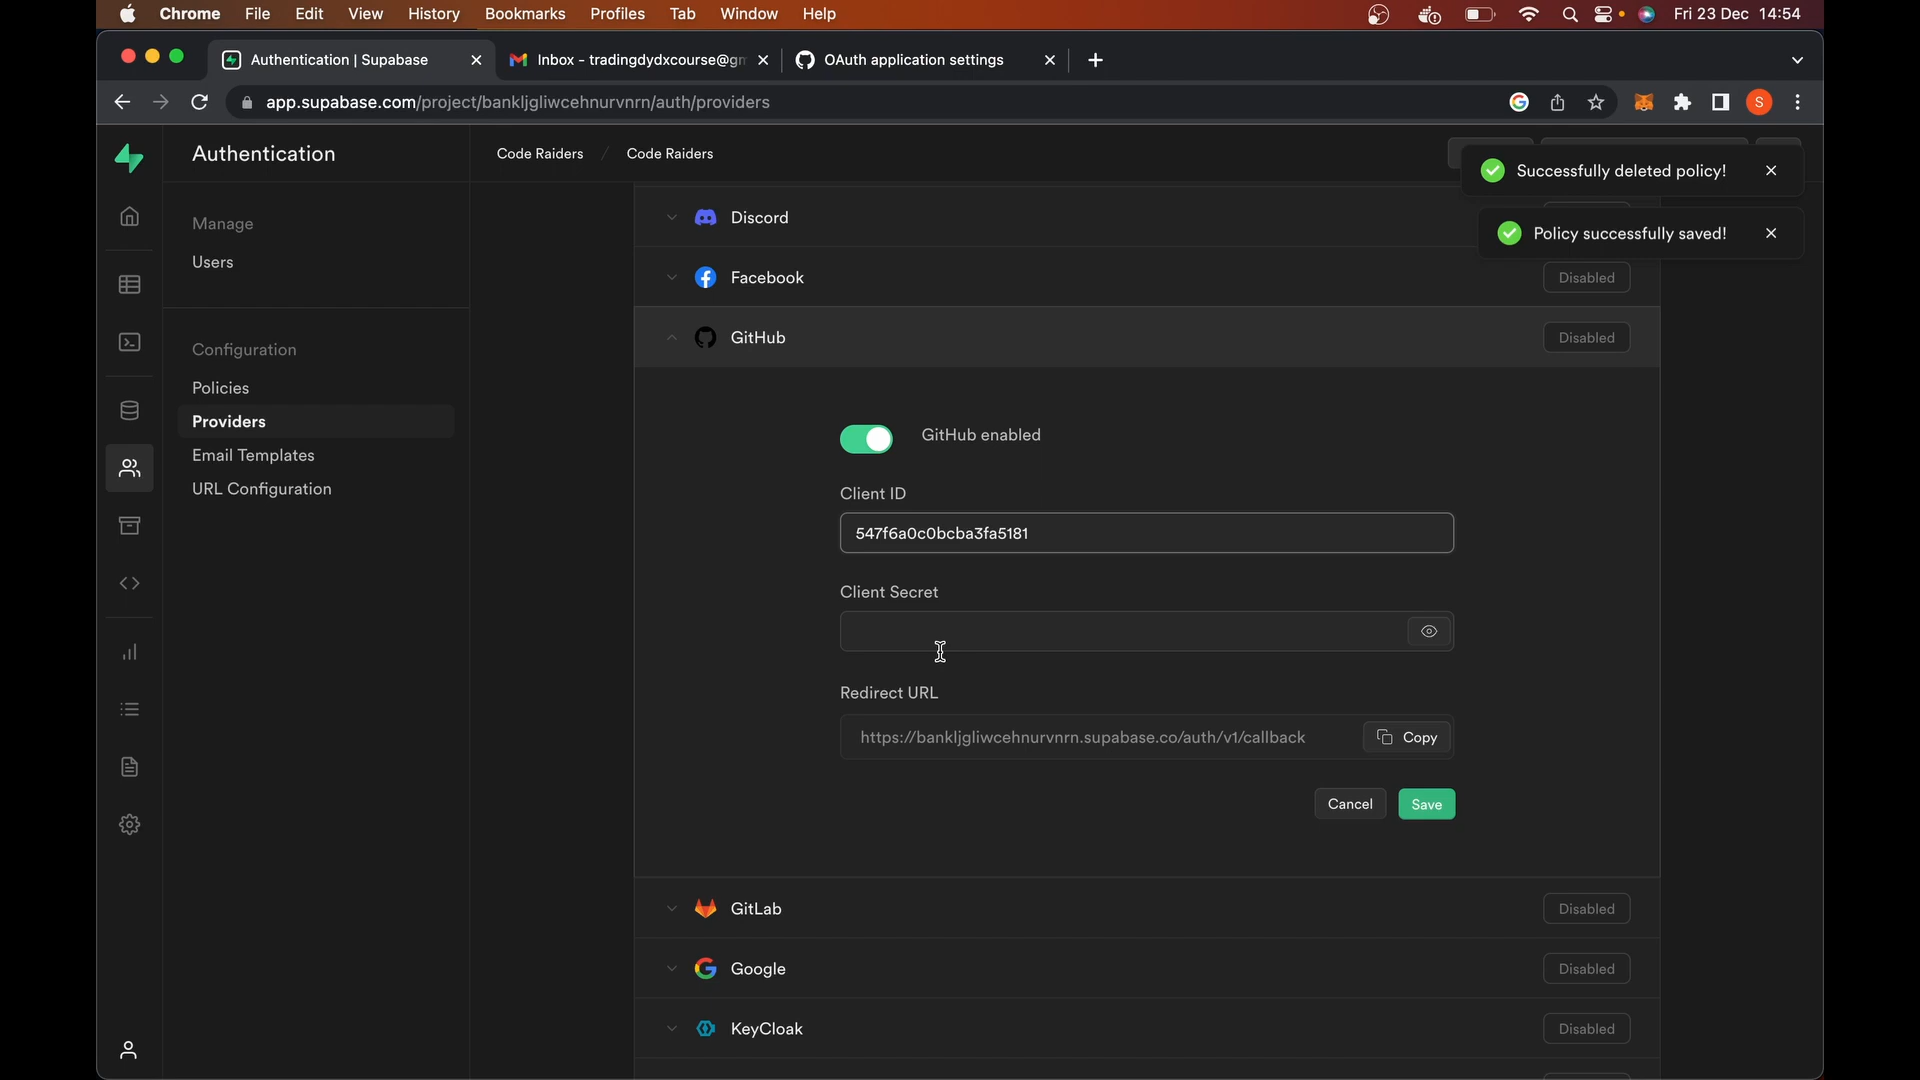 Chrome File Edit View History Bookmarks Profiles Tab Window Help Fri 23 Dec 14:54
Authentication | Supabase Inbox - tradingdydxcourse@gm OAuth application settings
app.supabase.com/project/bankljgliwcehnurvnrn/auth/providers S
Authentication Code Raiders / Code Raiders
Successfully deleted policy!
Policy successfully saved!
Manage
Users
Configuration
Policies
Providers
Email Templates
URL Configuration
Discord
Facebook Disabled
GitHub Disabled
GitHub enabled
Client ID
547f6a0c0bcba3fa5181
Client Secret
Redirect URL
https://bankljgliwcehnurvnrn.supabase.co/auth/v1/callback Copy
Cancel Save
GitLab Disabled
Google Disabled
KeyCloak Disabled